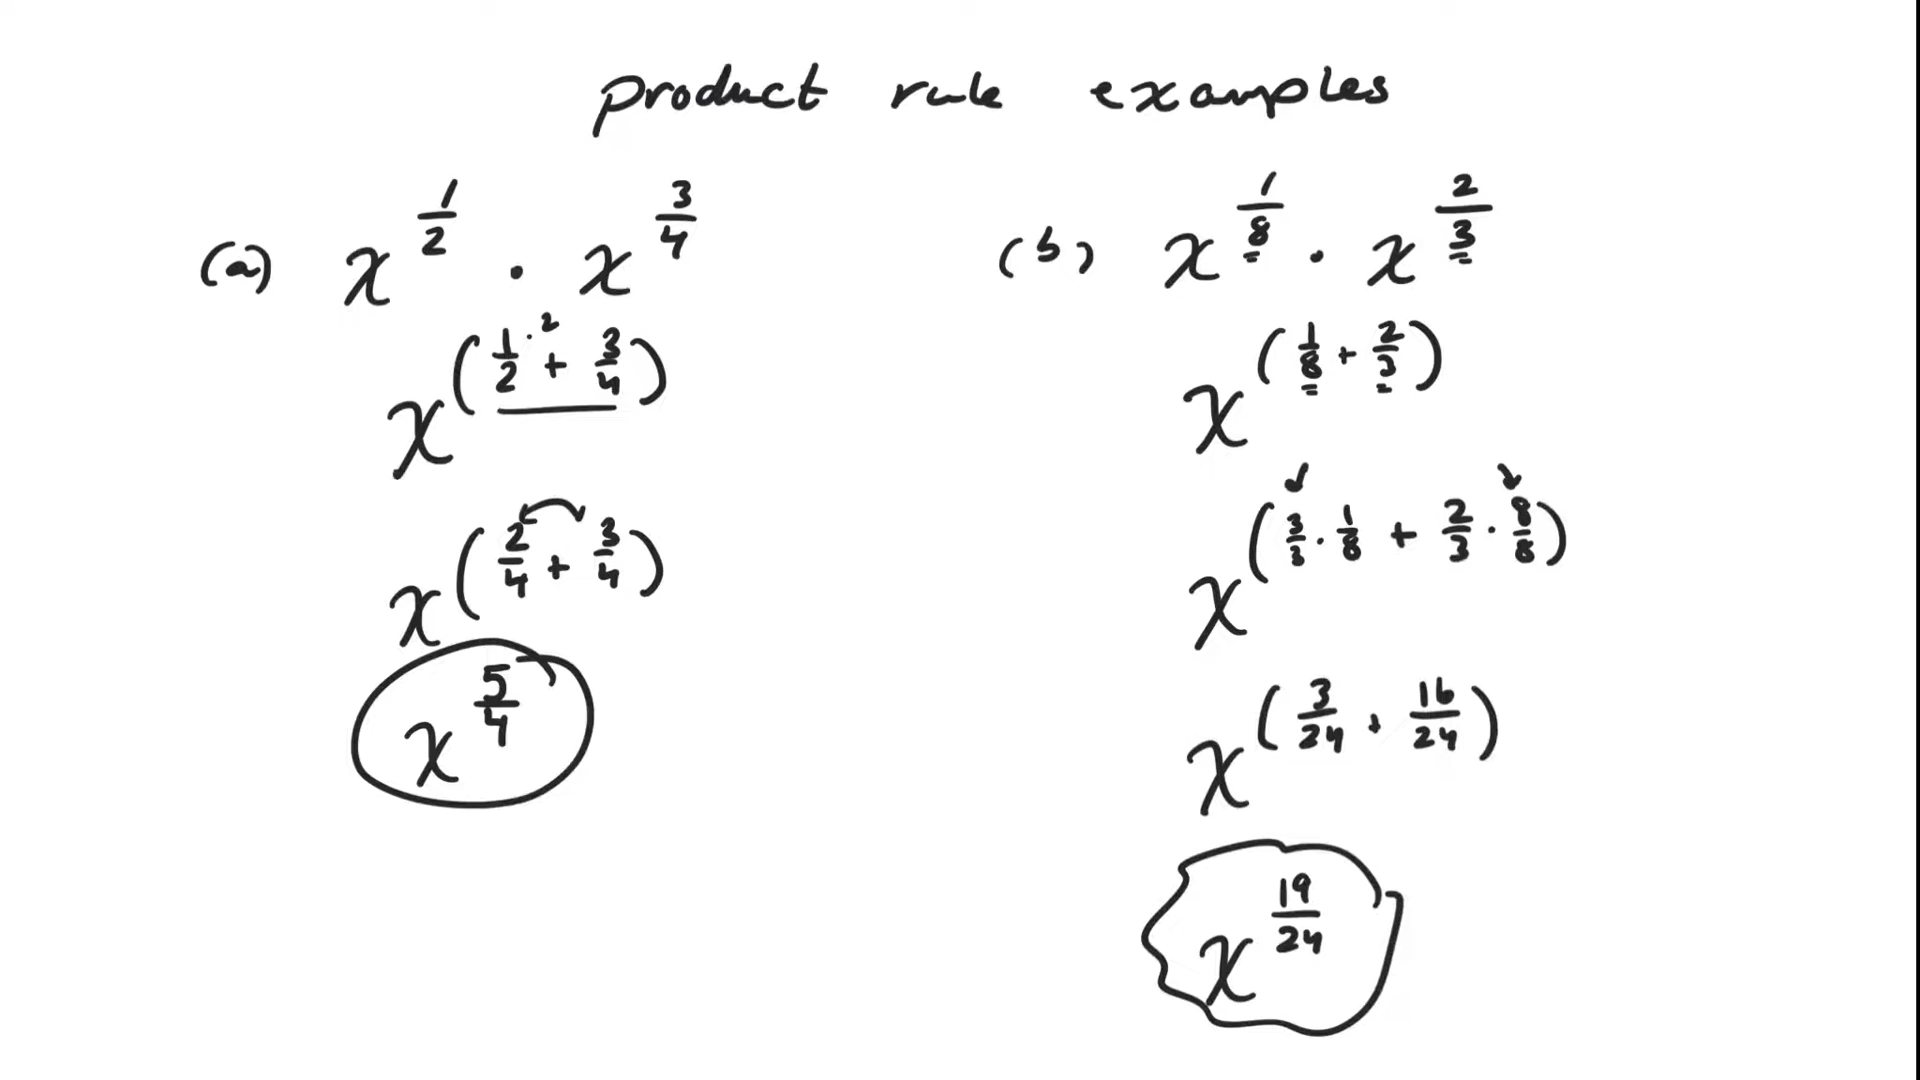 product rule examples
(a) x^(1/2) · x^(3/4)
x^(1/2 ·2 + 3/4)
x^(2/4 + 3/4)
x^(5/4)
(b) x^(1/8) · x^(2/3)
x^(1/8 + 2/3)
x^(3/3 · 1/8 + 2/3 · 8/8)
x^(3/24 + 16/24)
x^(19/24)